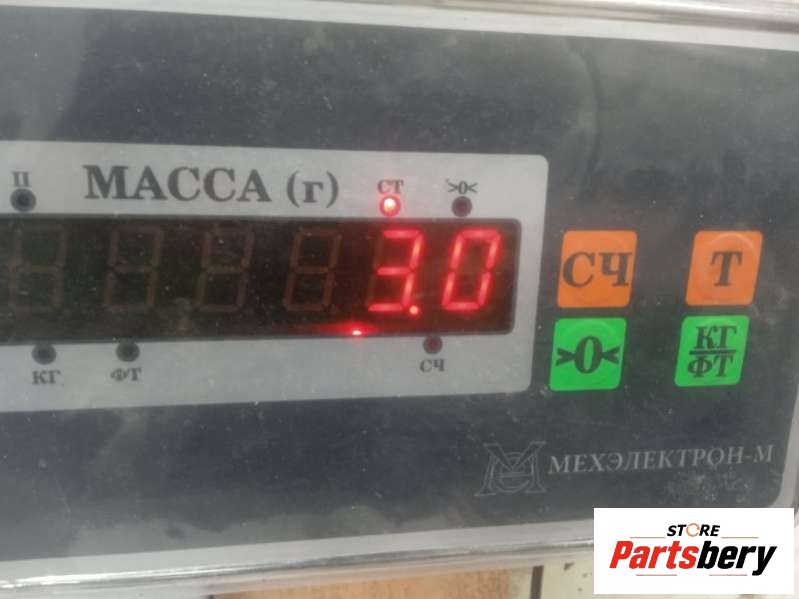 П
МАССА (г)
СТ
>0<
3.0
КГ
ФТ
СЧ
СЧ
Т
>0<
КГ
ФТ
МЕХЭЛЕКТРОН-М
STORE
Partsbery